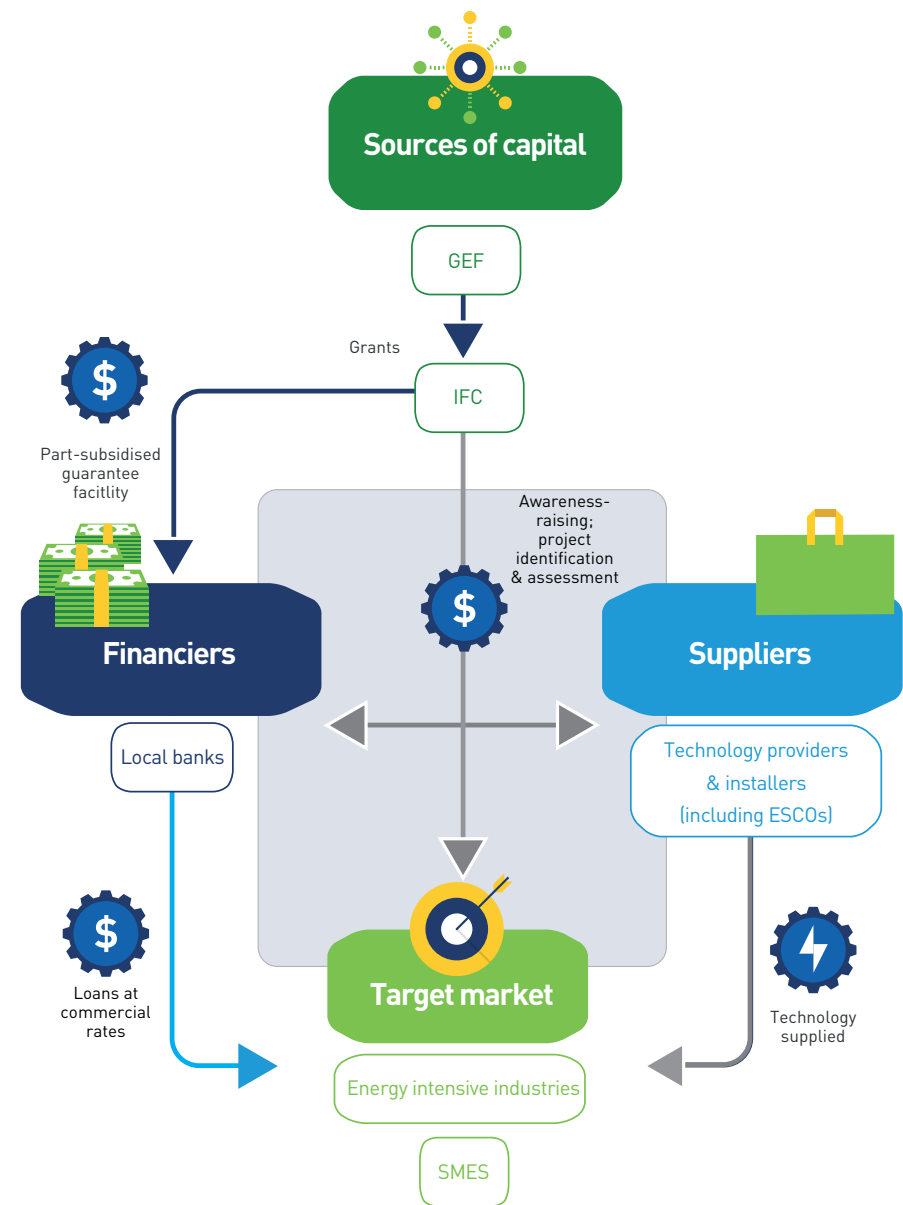 Sources of capital
GEF
Grants
IFC
$
Part-subsidised
guarantee
facitlity
Awareness-
raising;
project
identification
& assessment
$
Financiers
Suppliers
Local banks
Technology providers
& installers
(including ESCOs)
$
Loans at
commercial
rates
Target market
Technology
supplied
Energy intensive industries
SMES